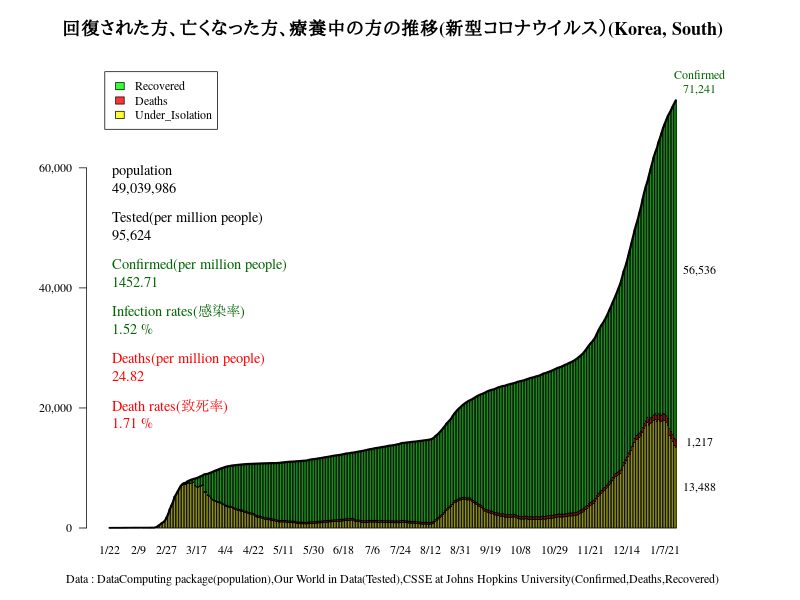 回復された方、亡くなった方、療養中の方の推移(新型コロナウイルス)(Korea, South)
Confirmed
71,241
Recovered
Deaths
Under_Isolation
population
49,039,986
Tested(per million people)
95,624
Confirmed(per million people)
1452.71
Infection rates(感染率)
1.52 %
Deaths(per million people)
24.82
Death rates(致死率)
1.71 %
60,000
40,000
20,000
0
56,536
1,217
13,488
1/22 2/9 2/27 3/17 4/4 4/22 5/11 5/30 6/18 7/6 7/24 8/12 8/31 9/19 10/8 10/29 11/21 12/14 1/7/21
Data : DataComputing package(population),Our World in Data(Tested),CSSE at Johns Hopkins University(Confirmed,Deaths,Recovered)